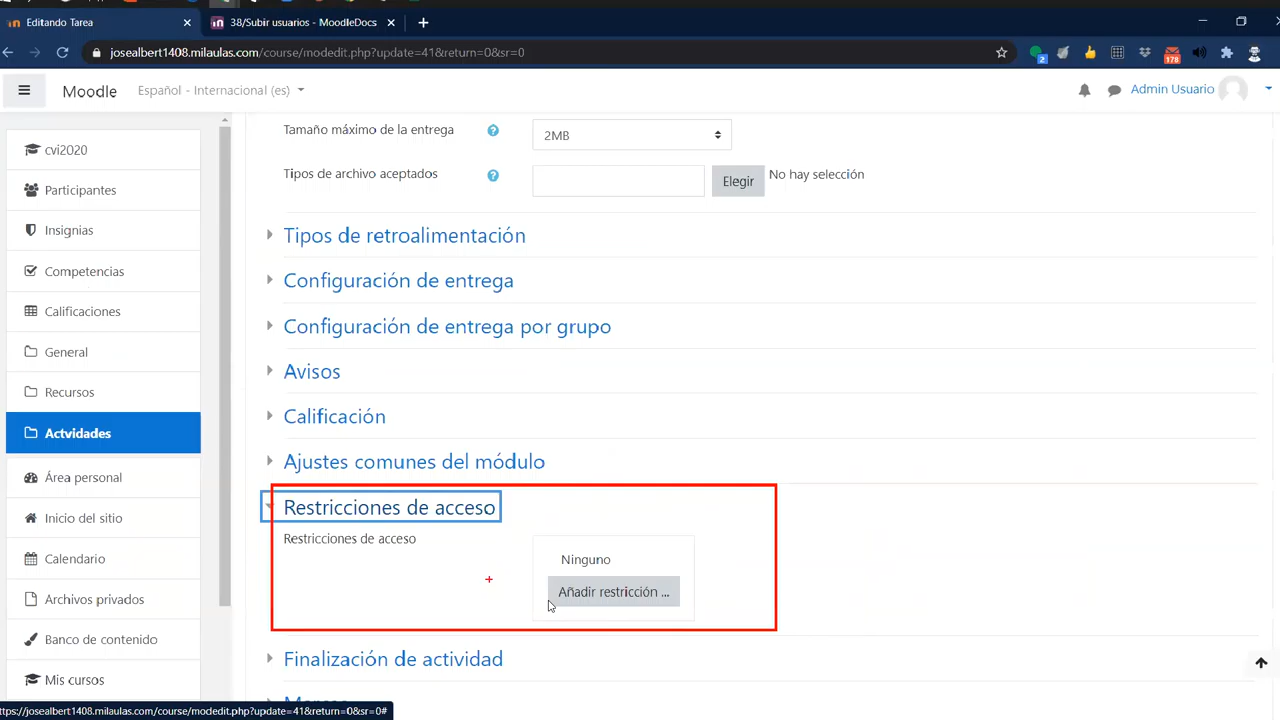 Editando Tarea
38/Subir usuarios - MoodleDocs
josealbert1408.milaulas.com/course/modedit.php?update=41&return=0&sr=0
2
178
Moodle
Español - Internacional (es)
Admin Usuario
cvi2020
Participantes
Insignias
Competencias
Calificaciones
General
Recursos
Actvidades
Área personal
Inicio del sitio
Calendario
Archivos privados
Banco de contenido
Mis cursos
Tamaño máximo de la entrega
2MB
Tipos de archivo aceptados
Elegir
No hay selección
Tipos de retroalimentación
Configuración de entrega
Configuración de entrega por grupo
Avisos
Calificación
Ajustes comunes del módulo
Restricciones de acceso
Restricciones de acceso
Ninguno
Añadir restricción ...
Finalización de actividad
ttps://josealbert1408.milaulas.com/course/modedit.php?update=41&return=0&sr=0#